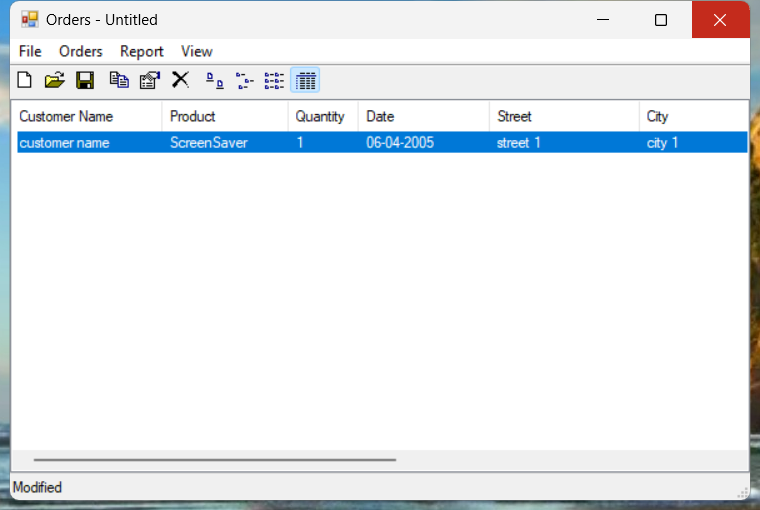 Orders - Untitled
File Orders Report View
Customer Name Product Quantity Date Street City
customer name ScreenSaver 1 06-04-2005 street 1 city 1
Modified